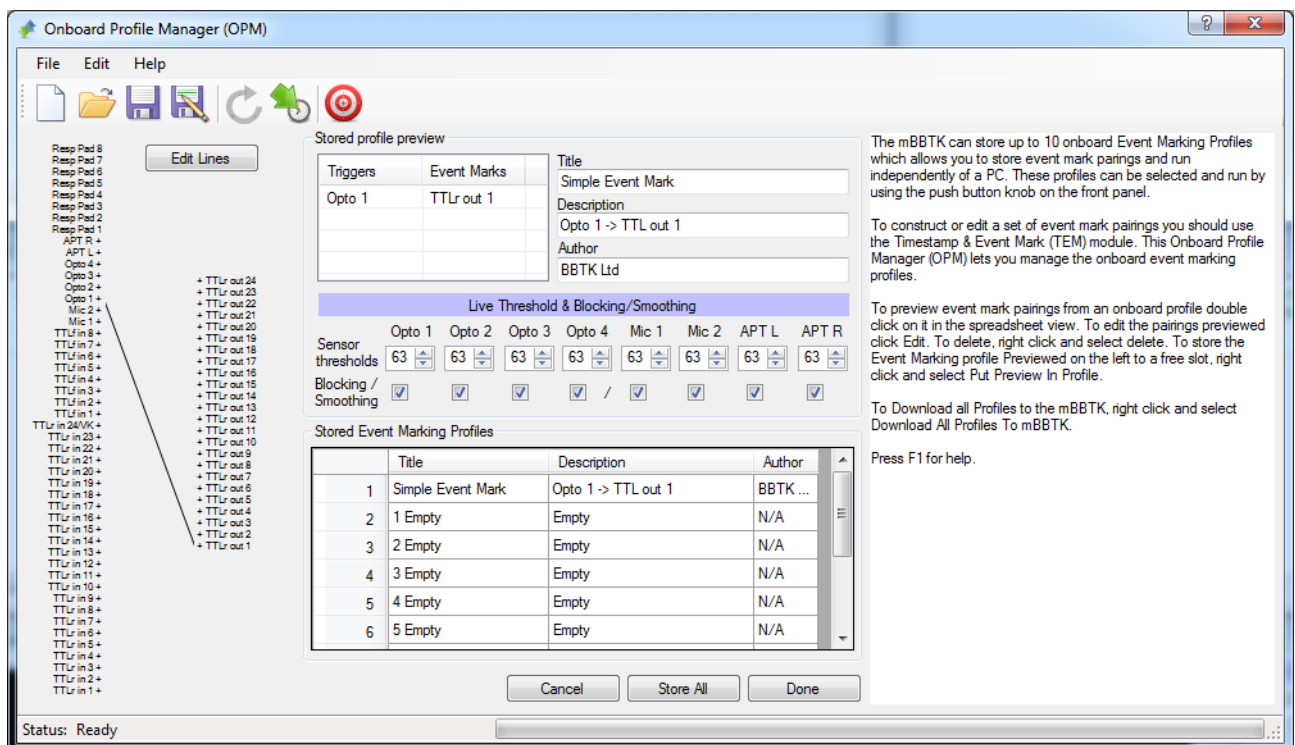 Onboard Profile Manager (OPM)
File Edit Help
Edit Lines
Resp Pad 8
Resp Pad 7
Resp Pad 6
Resp Pad 5
Resp Pad 4
Resp Pad 3
Resp Pad 2
Resp Pad 1
APT R +
APT L +
Opto 4 +
Opto 3 +
Opto 2 +
Opto 1 +
Mic 2 +
Mic 1 +
TTLf in 8 +
TTLf in 7 +
TTLf in 6 +
TTLf in 5 +
TTLf in 4 +
TTLf in 3 +
TTLf in 2 +
TTLf in 1 +
TTLr in 24/VK +
TTLr in 23 +
TTLr in 22 +
TTLr in 21 +
TTLr in 20 +
TTLr in 19 +
TTLr in 18 +
TTLr in 17 +
TTLr in 16 +
TTLr in 15 +
TTLr in 14 +
TTLr in 13 +
TTLr in 12 +
TTLr in 11 +
TTLr in 10 +
TTLr in 9 +
TTLr in 8 +
TTLr in 7 +
TTLr in 6 +
TTLr in 5 +
TTLr in 4 +
TTLr in 3 +
TTLr in 2 +
TTLr in 1 +
+ TTLr out 24
+ TTLr out 23
+ TTLr out 22
+ TTLr out 21
+ TTLr out 20
+ TTLr out 19
+ TTLr out 18
+ TTLr out 17
+ TTLr out 16
+ TTLr out 15
+ TTLr out 14
+ TTLr out 13
+ TTLr out 12
+ TTLr out 11
+ TTLr out 10
+ TTLr out 9
+ TTLr out 8
+ TTLr out 7
+ TTLr out 6
+ TTLr out 5
+ TTLr out 4
+ TTLr out 3
+ TTLr out 2
+ TTLr out 1
Stored profile preview
Triggers Event Marks
Opto 1 TTLr out 1
Title
Simple Event Mark
Description
Opto 1 -> TTL out 1
Author
BBTK Ltd
Live Threshold & Blocking/Smoothing
Opto 1 Opto 2 Opto 3 Opto 4 Mic 1 Mic 2 APT L APT R
Sensor
thresholds 63 63 63 63 63 63 63 63
Blocking /
Smoothing /
Stored Event Marking Profiles
Title Description Author
1 Simple Event Mark Opto 1 -> TTL out 1 BBTK ...
2 1 Empty Empty N/A
3 2 Empty Empty N/A
4 3 Empty Empty N/A
5 4 Empty Empty N/A
6 5 Empty Empty N/A
Cancel Store All Done
The mBBTK can store up to 10 onboard Event Marking Profiles
which allows you to store event mark parings and run
independently of a PC. These profiles can be selected and run by
using the push button knob on the front panel.
To construct or edit a set of event mark pairings you should use
the Timestamp & Event Mark (TEM) module. This Onboard Profile
Manager (OPM) lets you manage the onboard event marking
profiles.
To preview event mark pairings from an onboard profile double
click on it in the spreadsheet view. To edit the pairings previewed
click Edit. To delete, right click and select delete. To store the
Event Marking profile Previewed on the left to a free slot, right
click and select Put Preview In Profile.
To Download all Profiles to the mBBTK, right click and select
Download All Profiles To mBBTK.
Press F1 for help.
Status: Ready